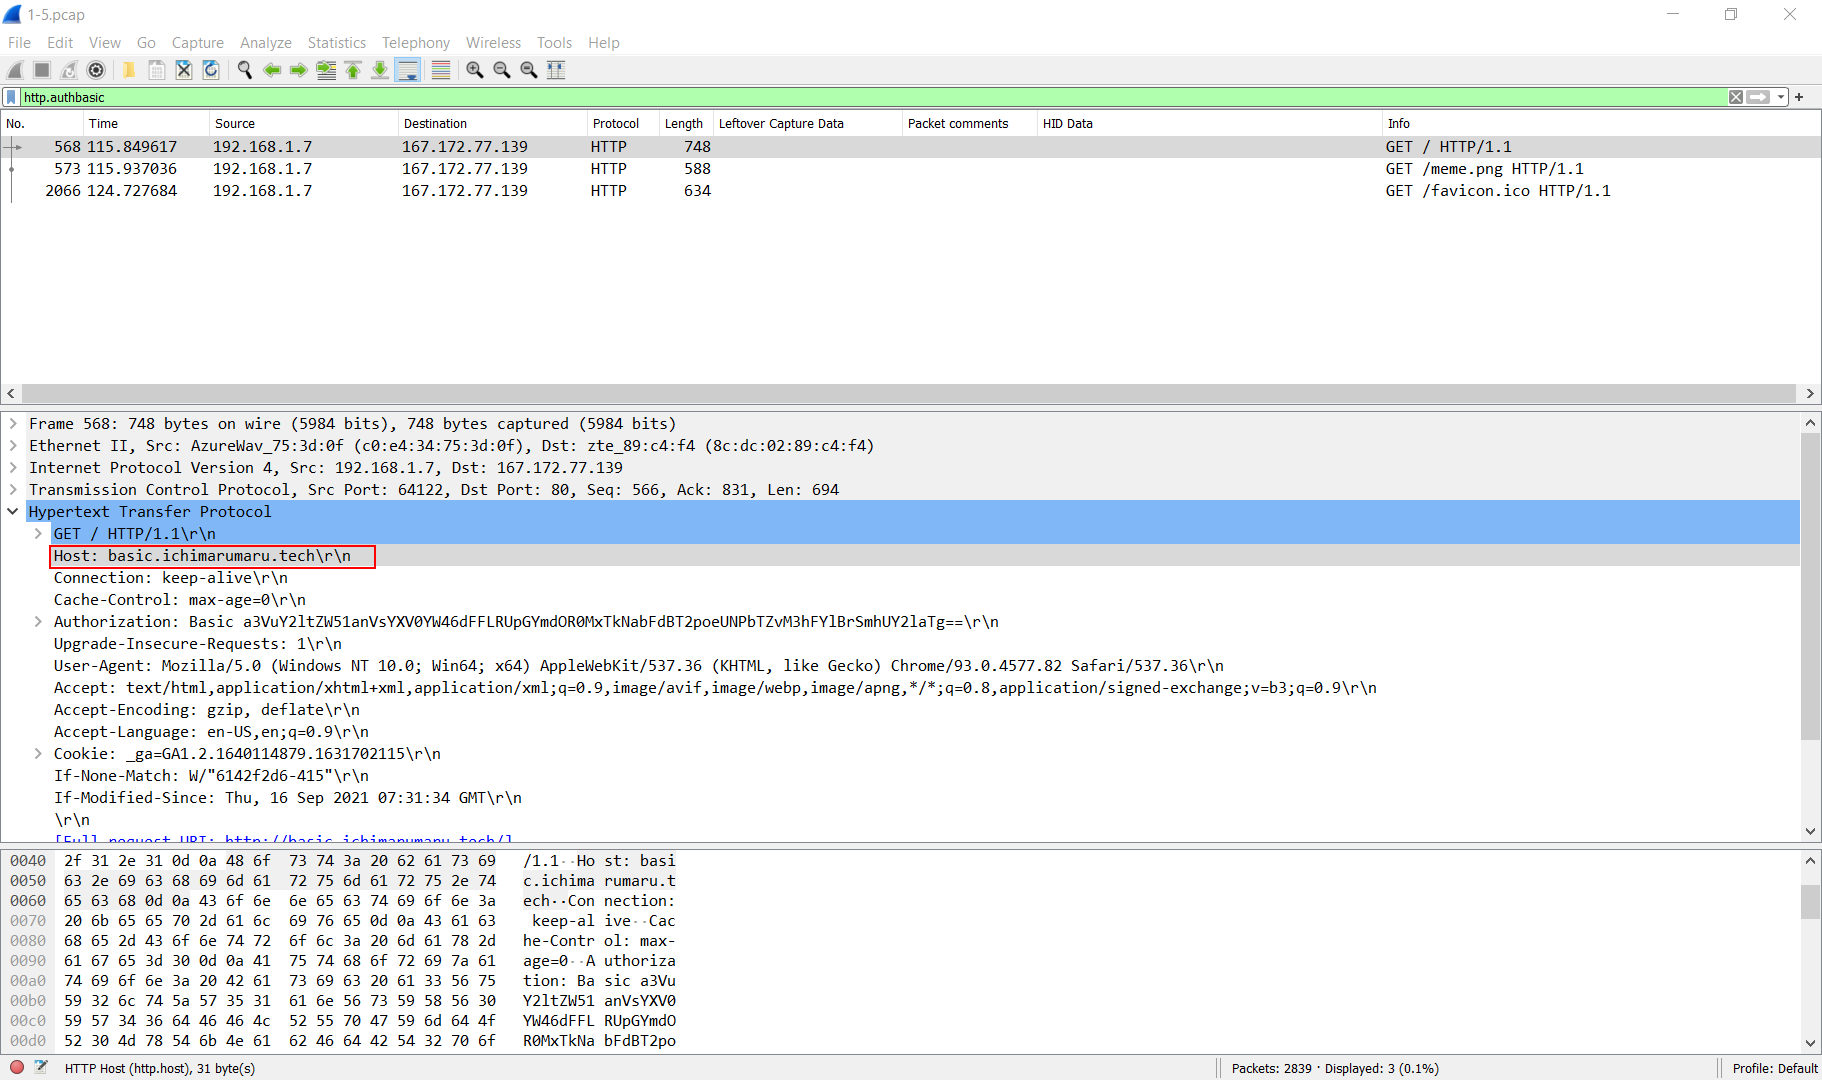 1-5.pcap
File Edit View Go Capture Analyze Statistics Telephony Wireless Tools Help
http.authbasic
No. Time Source Destination Protocol Length Leftover Capture Data Packet comments HID Data Info
568 115.849617 192.168.1.7 167.172.77.139 HTTP 748 GET / HTTP/1.1
573 115.937036 192.168.1.7 167.172.77.139 HTTP 588 GET /meme.png HTTP/1.1
2066 124.727684 192.168.1.7 167.172.77.139 HTTP 634 GET /favicon.ico HTTP/1.1
Frame 568: 748 bytes on wire (5984 bits), 748 bytes captured (5984 bits)
Ethernet II, Src: AzureWav_75:3d:0f (c0:e4:34:75:3d:0f), Dst: zte_89:c4:f4 (8c:dc:02:89:c4:f4)
Internet Protocol Version 4, Src: 192.168.1.7, Dst: 167.172.77.139
Transmission Control Protocol, Src Port: 64122, Dst Port: 80, Seq: 566, Ack: 831, Len: 694
Hypertext Transfer Protocol
GET / HTTP/1.1\r\n
Host: basic.ichimarumaru.tech\r\n
Connection: keep-alive\r\n
Cache-Control: max-age=0\r\n
Authorization: Basic a3VuY2ltZW51anVsYXV0YW46dFFLRUpGYmdOR0MxTkNabFdBT2poeUNPbTZvM3hFYlBrSmhUY2laTg==\r\n
Upgrade-Insecure-Requests: 1\r\n
User-Agent: Mozilla/5.0 (Windows NT 10.0; Win64; x64) AppleWebKit/537.36 (KHTML, like Gecko) Chrome/93.0.4577.82 Safari/537.36\r\n
Accept: text/html,application/xhtml+xml,application/xml;q=0.9,image/avif,image/webp,image/apng,*/*;q=0.8,application/signed-exchange;v=b3;q=0.9\r\n
Accept-Encoding: gzip, deflate\r\n
Accept-Language: en-US,en;q=0.9\r\n
Cookie: _ga=GA1.2.1640114879.1631702115\r\n
If-None-Match: W/"6142f2d6-415"\r\n
If-Modified-Since: Thu, 16 Sep 2021 07:31:34 GMT\r\n
\r\n
[Full request URI: http://basic.ichimarumaru.tech/]
0040 2f 31 2e 31 0d 0a 48 6f 73 74 3a 20 62 61 73 69 /1.1··Ho st: basi
0050 63 2e 69 63 68 69 6d 61 72 75 6d 61 72 75 2e 74 c.ichima rumaru.t
0060 65 63 68 0d 0a 43 6f 6e 6e 65 63 74 69 6f 6e 3a ech··Con nection:
0070 20 6b 65 65 70 2d 61 6c 69 76 65 0d 0a 43 61 63 keep-al ive··Cac
0080 68 65 2d 43 6f 6e 74 72 6f 6c 3a 20 6d 61 78 2d he-Contr ol: max-
0090 61 67 65 3d 30 0d 0a 41 75 74 68 6f 72 69 7a 61 age=0··A uthoriza
00a0 74 69 6f 6e 3a 20 42 61 73 69 63 20 61 33 56 75 tion: Ba sic a3Vu
00b0 59 32 6c 74 5a 57 35 31 61 6e 56 73 59 58 56 30 Y2ltZW51 anVsYXV0
00c0 59 57 34 36 64 46 46 4c 52 55 70 47 59 6d 64 4f YW46dFFL RUpGYmdO
00d0 52 30 4d 78 54 6b 4e 61 62 46 64 42 54 32 70 6f R0MxTkNa bFdBT2po
HTTP Host (http.host), 31 byte(s) Packets: 2839 · Displayed: 3 (0.1%) Profile: Default